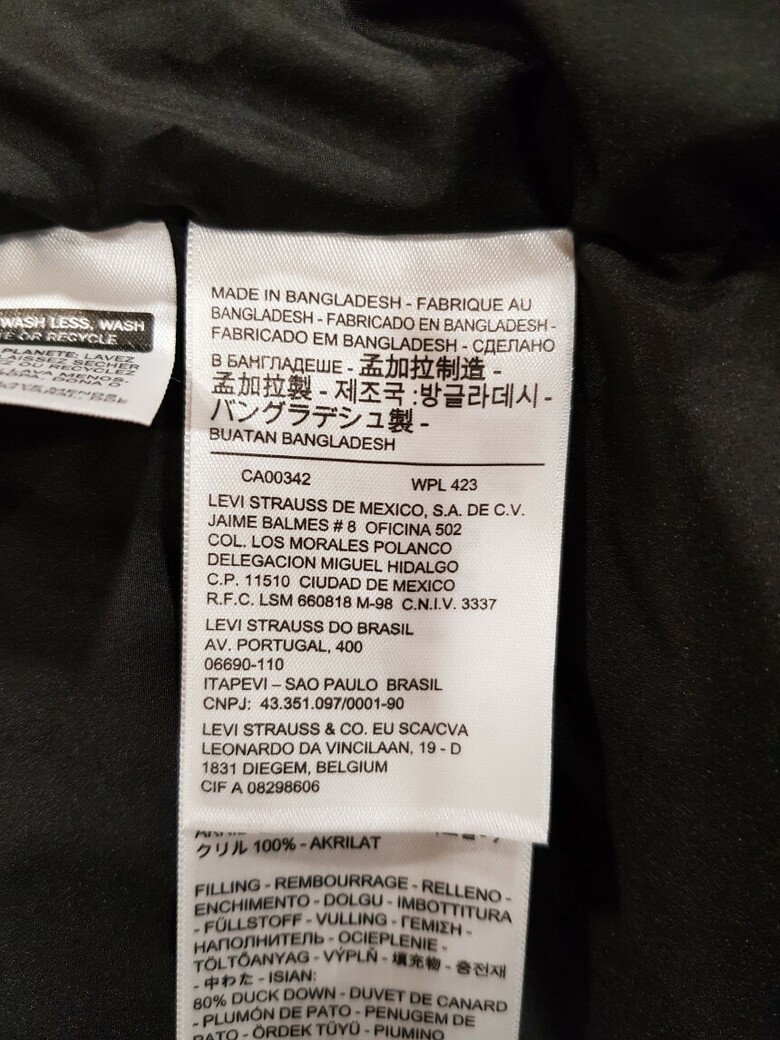 WASH LESS, WASH
E OR RECYCLE
PLANETE: LAVEZ
LAISSEZ SÉCHER
OU RECYCLEZ
MADE IN BANGLADESH - FABRIQUE AU
BANGLADESH - FABRICADO EN BANGLADESH -
FABRICADO EM BANGLADESH - СДЕЛАНО
В БАНГЛАДЕШЕ - 孟加拉制造 -
孟加拉製 - 제조국 :방글라데시 -
バングラデシュ製 -
BUATAN BANGLADESH
CA00342 WPL 423
LEVI STRAUSS DE MEXICO, S.A. DE C.V.
JAIME BALMES # 8 OFICINA 502
COL. LOS MORALES POLANCO
DELEGACION MIGUEL HIDALGO
C.P. 11510 CIUDAD DE MEXICO
R.F.C. LSM 660818 M-98 C.N.I.V. 3337
LEVI STRAUSS DO BRASIL
AV. PORTUGAL, 400
06690-110
ITAPEVI – SAO PAULO BRASIL
CNPJ: 43.351.097/0001-90
LEVI STRAUSS & CO. EU SCA/CVA
LEONARDO DA VINCILAAN, 19 - D
1831 DIEGEM, BELGIUM
CIF A 08298606
クリル 100% - AKRILAT
FILLING - REMBOURRAGE - RELLENO -
ENCHIMENTO - DOLGU - IMBOTTITURA
- FÜLLSTOFF - VULLING - ΓΕΜΙΣΗ -
НАПОЛНИТЕЛЬ - OCIEPLENIE -
TÖLTŐANYAG - VÝPLŇ - 填充物 - 충전재
- 中わた - ISIAN:
80% DUCK DOWN - DUVET DE CANARD
- PLUMÓN DE PATO - PENUGEM DE
PATO - ÖRDEK TÜYÜ - PIUMINO